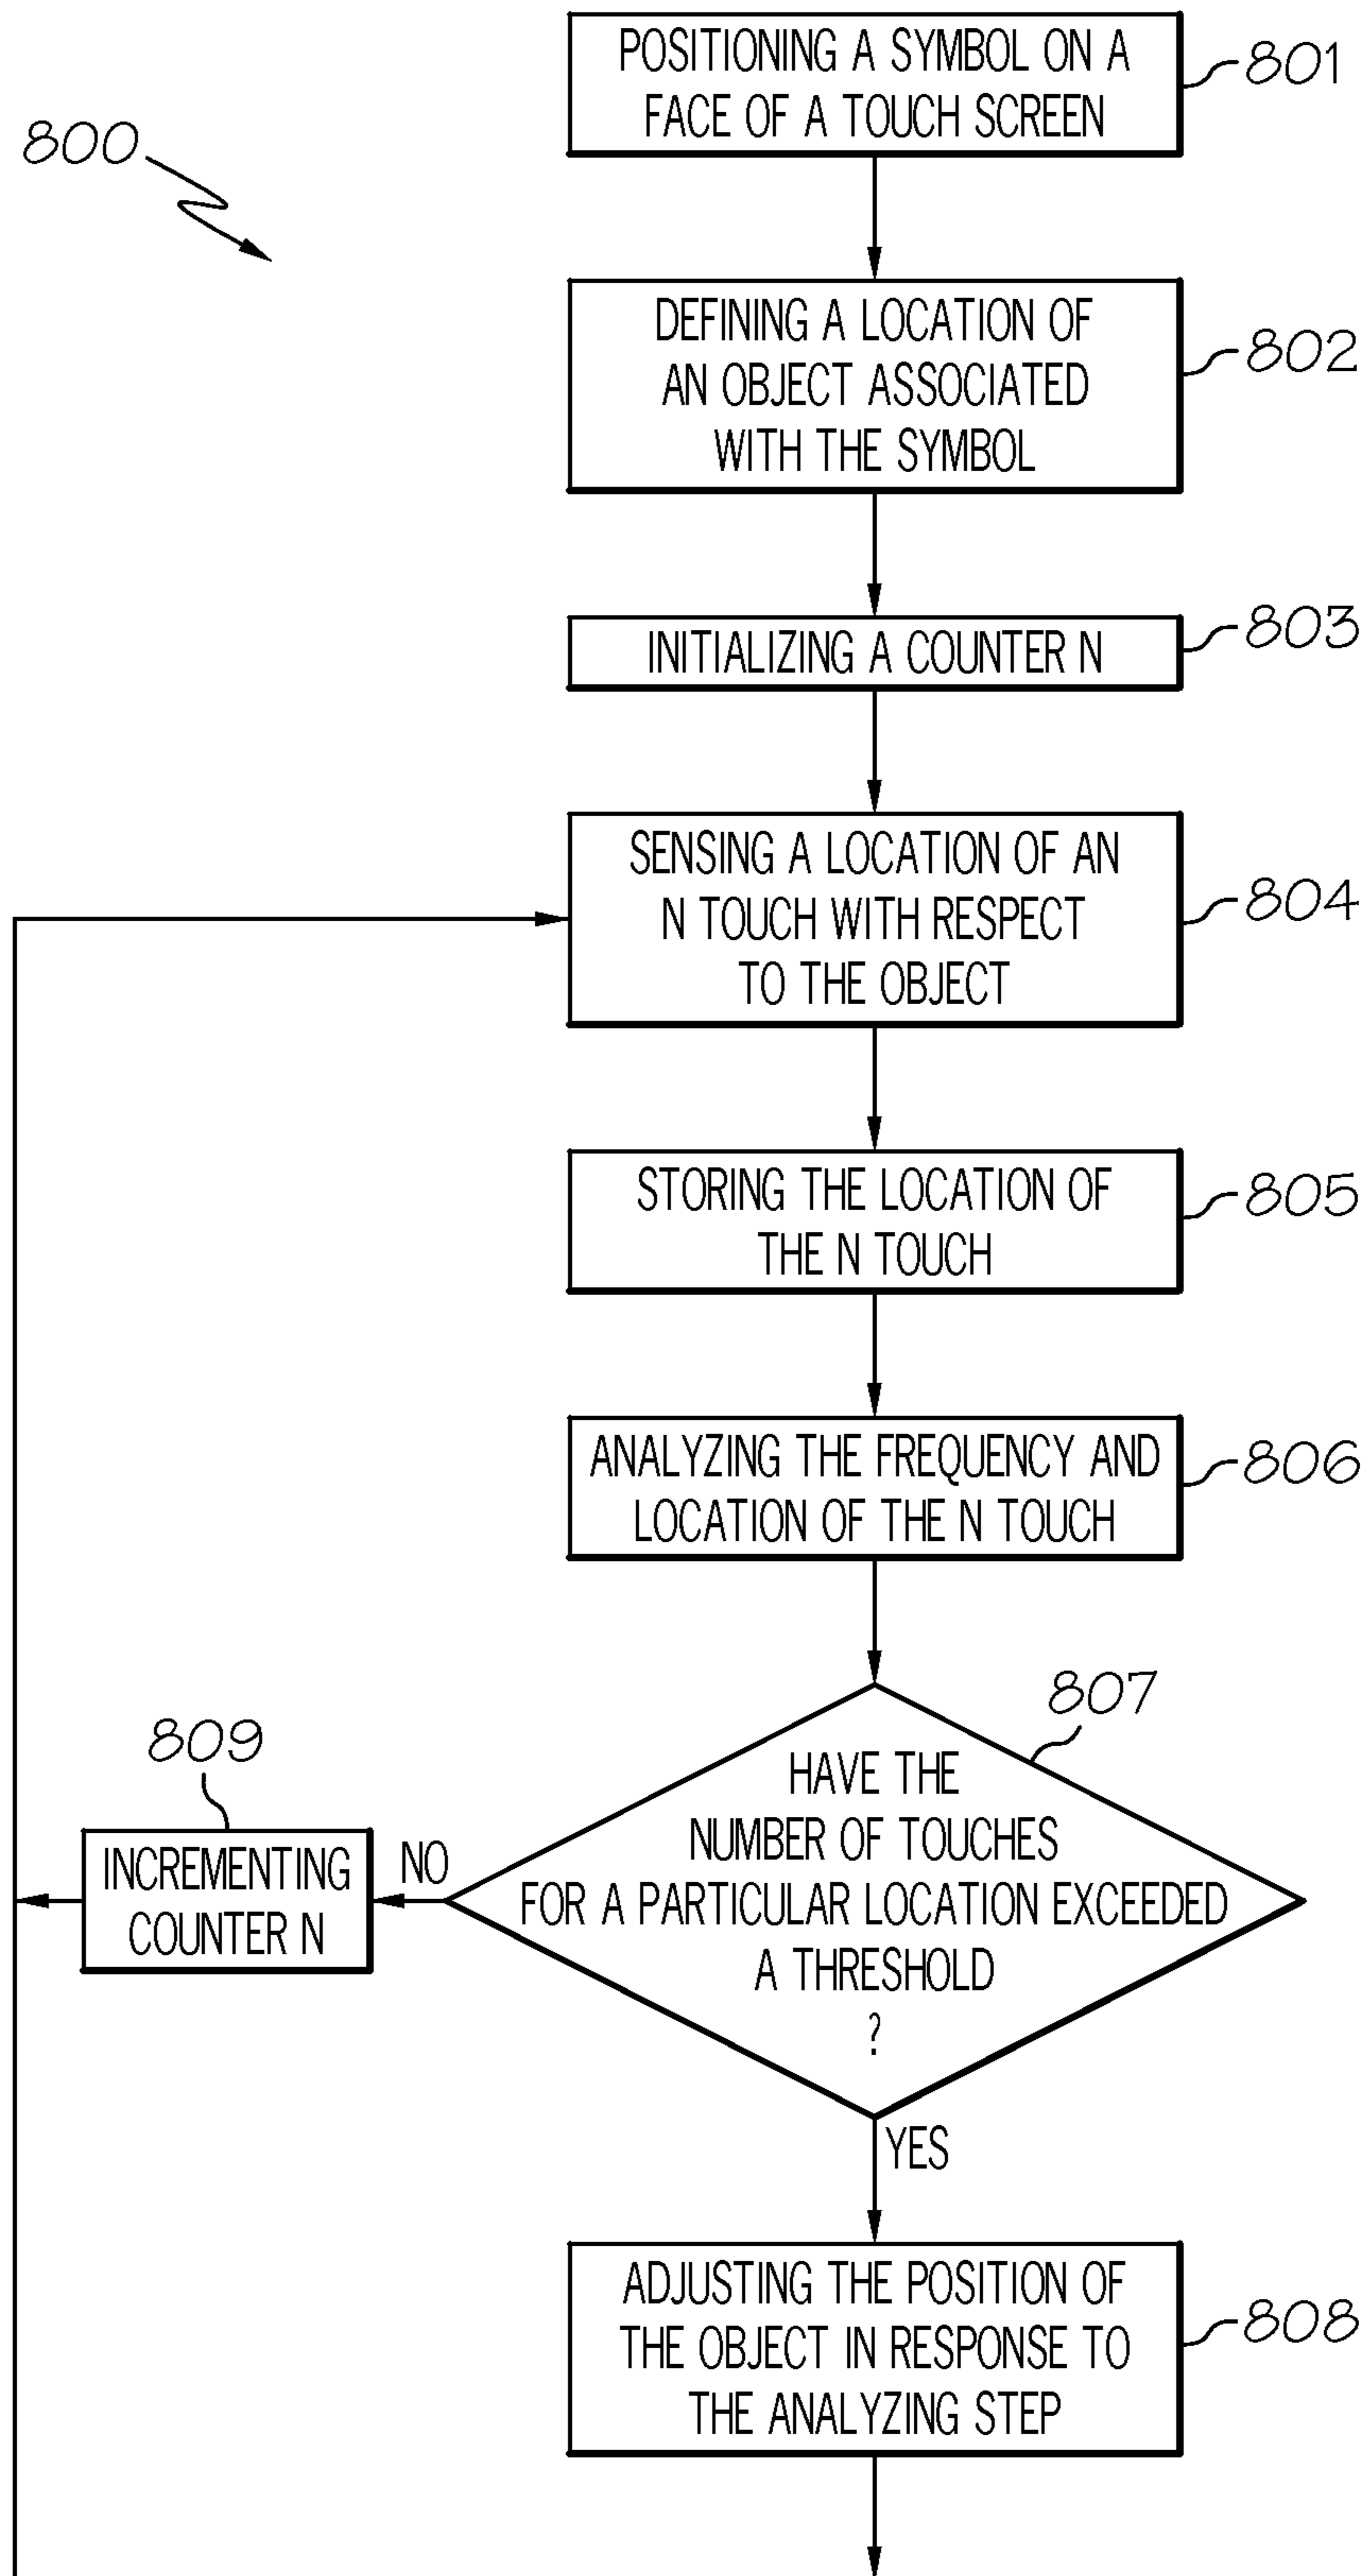 POSITIONING A SYMBOL ON A
FACE OF A TOUCH SCREEN
801
800
DEFINING A LOCATION OF
AN OBJECT ASSOCIATED
WITH THE SYMBOL
802
INITIALIZING A COUNTER N
803
SENSING A LOCATION OF AN
N TOUCH WITH RESPECT
TO THE OBJECT
804
STORING THE LOCATION OF
THE N TOUCH
805
ANALYZING THE FREQUENCY AND
LOCATION OF THE N TOUCH
806
807
HAVE THE
NUMBER OF TOUCHES
FOR A PARTICULAR LOCATION EXCEEDED
A THRESHOLD
?
NO
809
INCREMENTING
COUNTER N
YES
ADJUSTING THE POSITION OF
THE OBJECT IN RESPONSE TO
THE ANALYZING STEP
808